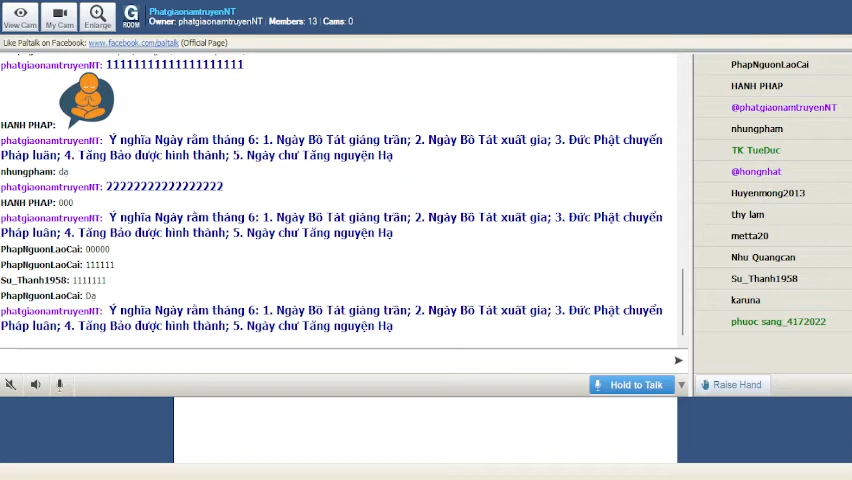 View Cam
My Cam
Enlarge
G
ROOM
PhatgiaonamtruyenNT
Owner: phatgiaonamtruyenNT | Members: 13 | Cams: 0
Like Paltalk on Facebook: www.facebook.com/paltalk (Official Page)
phatgiaonamtruyenNT: 1111111111111111111111
HANH PHAP:
phatgiaonamtruyenNT: Ý nghĩa Ngày rằm tháng 6: 1. Ngày Bồ Tát giáng trần; 2. Ngày Bồ Tát xuất gia; 3. Đức Phật chuyển
Pháp luân; 4. Tăng Bảo được hình thành; 5. Ngày chư Tăng nguyện Hạ
nhungpham: dạ
phatgiaonamtruyenNT: 22222222222222222
HANH PHAP: 000
phatgiaonamtruyenNT: Ý nghĩa Ngày rằm tháng 6: 1. Ngày Bồ Tát giáng trần; 2. Ngày Bồ Tát xuất gia; 3. Đức Phật chuyển
Pháp luân; 4. Tăng Bảo được hình thành; 5. Ngày chư Tăng nguyện Hạ
PhapNguonLaoCai: 00000
PhapNguonLaoCai: 111111
Su_Thanh1958: 1111111
PhapNguonLaoCai: Dạ
phatgiaonamtruyenNT: Ý nghĩa Ngày rằm tháng 6: 1. Ngày Bồ Tát giáng trần; 2. Ngày Bồ Tát xuất gia; 3. Đức Phật chuyển
Pháp luân; 4. Tăng Bảo được hình thành; 5. Ngày chư Tăng nguyện Hạ
Hold to Talk
PhapNguonLaoCai
HANH PHAP
@phatgiaonamtruyenNT
nhungpham
TK TueDuc
@hongnhat
Huyenmong2013
thy lam
metta20
Nhu Quangcan
Su_Thanh1958
karuna
phuoc sang_4172022
Raise Hand